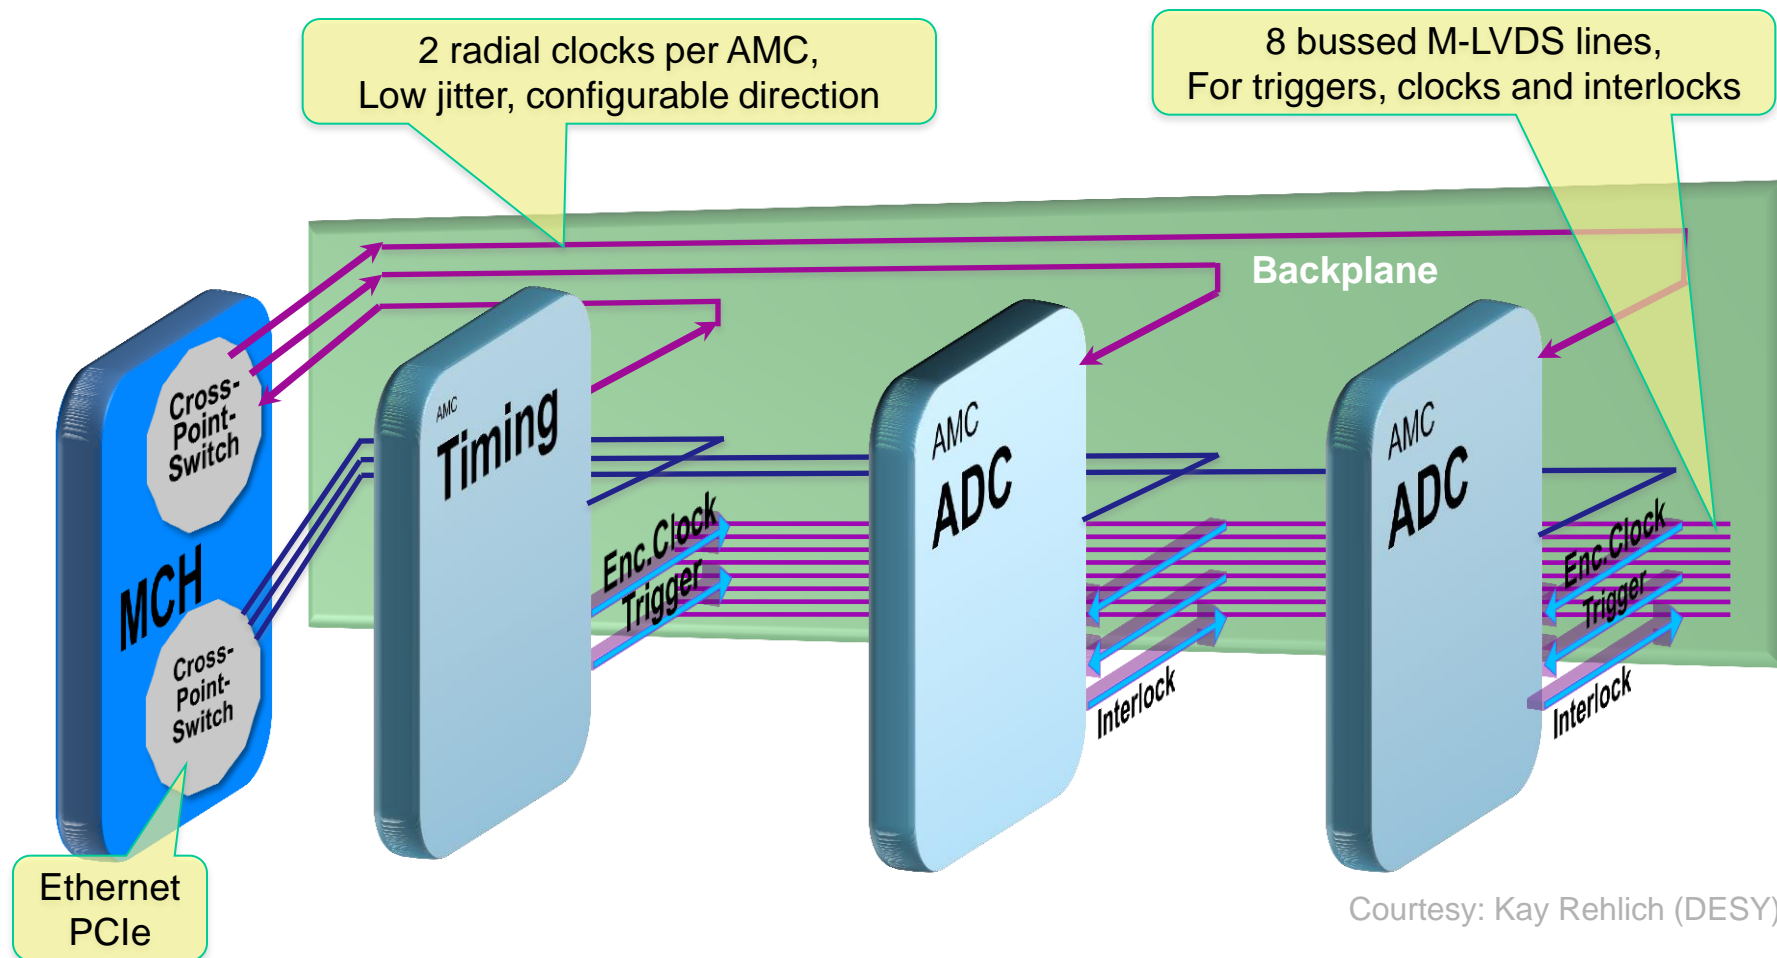 2 radial clocks per AMC,
Low jitter, configurable direction
8 bussed M-LVDS lines,
For triggers, clocks and interlocks
Backplane
Cross-
Point-
Switch
MCH
Cross-
Point-
Switch
AMC
Timing
Enc.Clock
Trigger
AMC
ADC
Interlock
AMC
ADC
Enc.Clock
Trigger
Interlock
Ethernet
PCIe
Courtesy: Kay Rehlich (DESY)